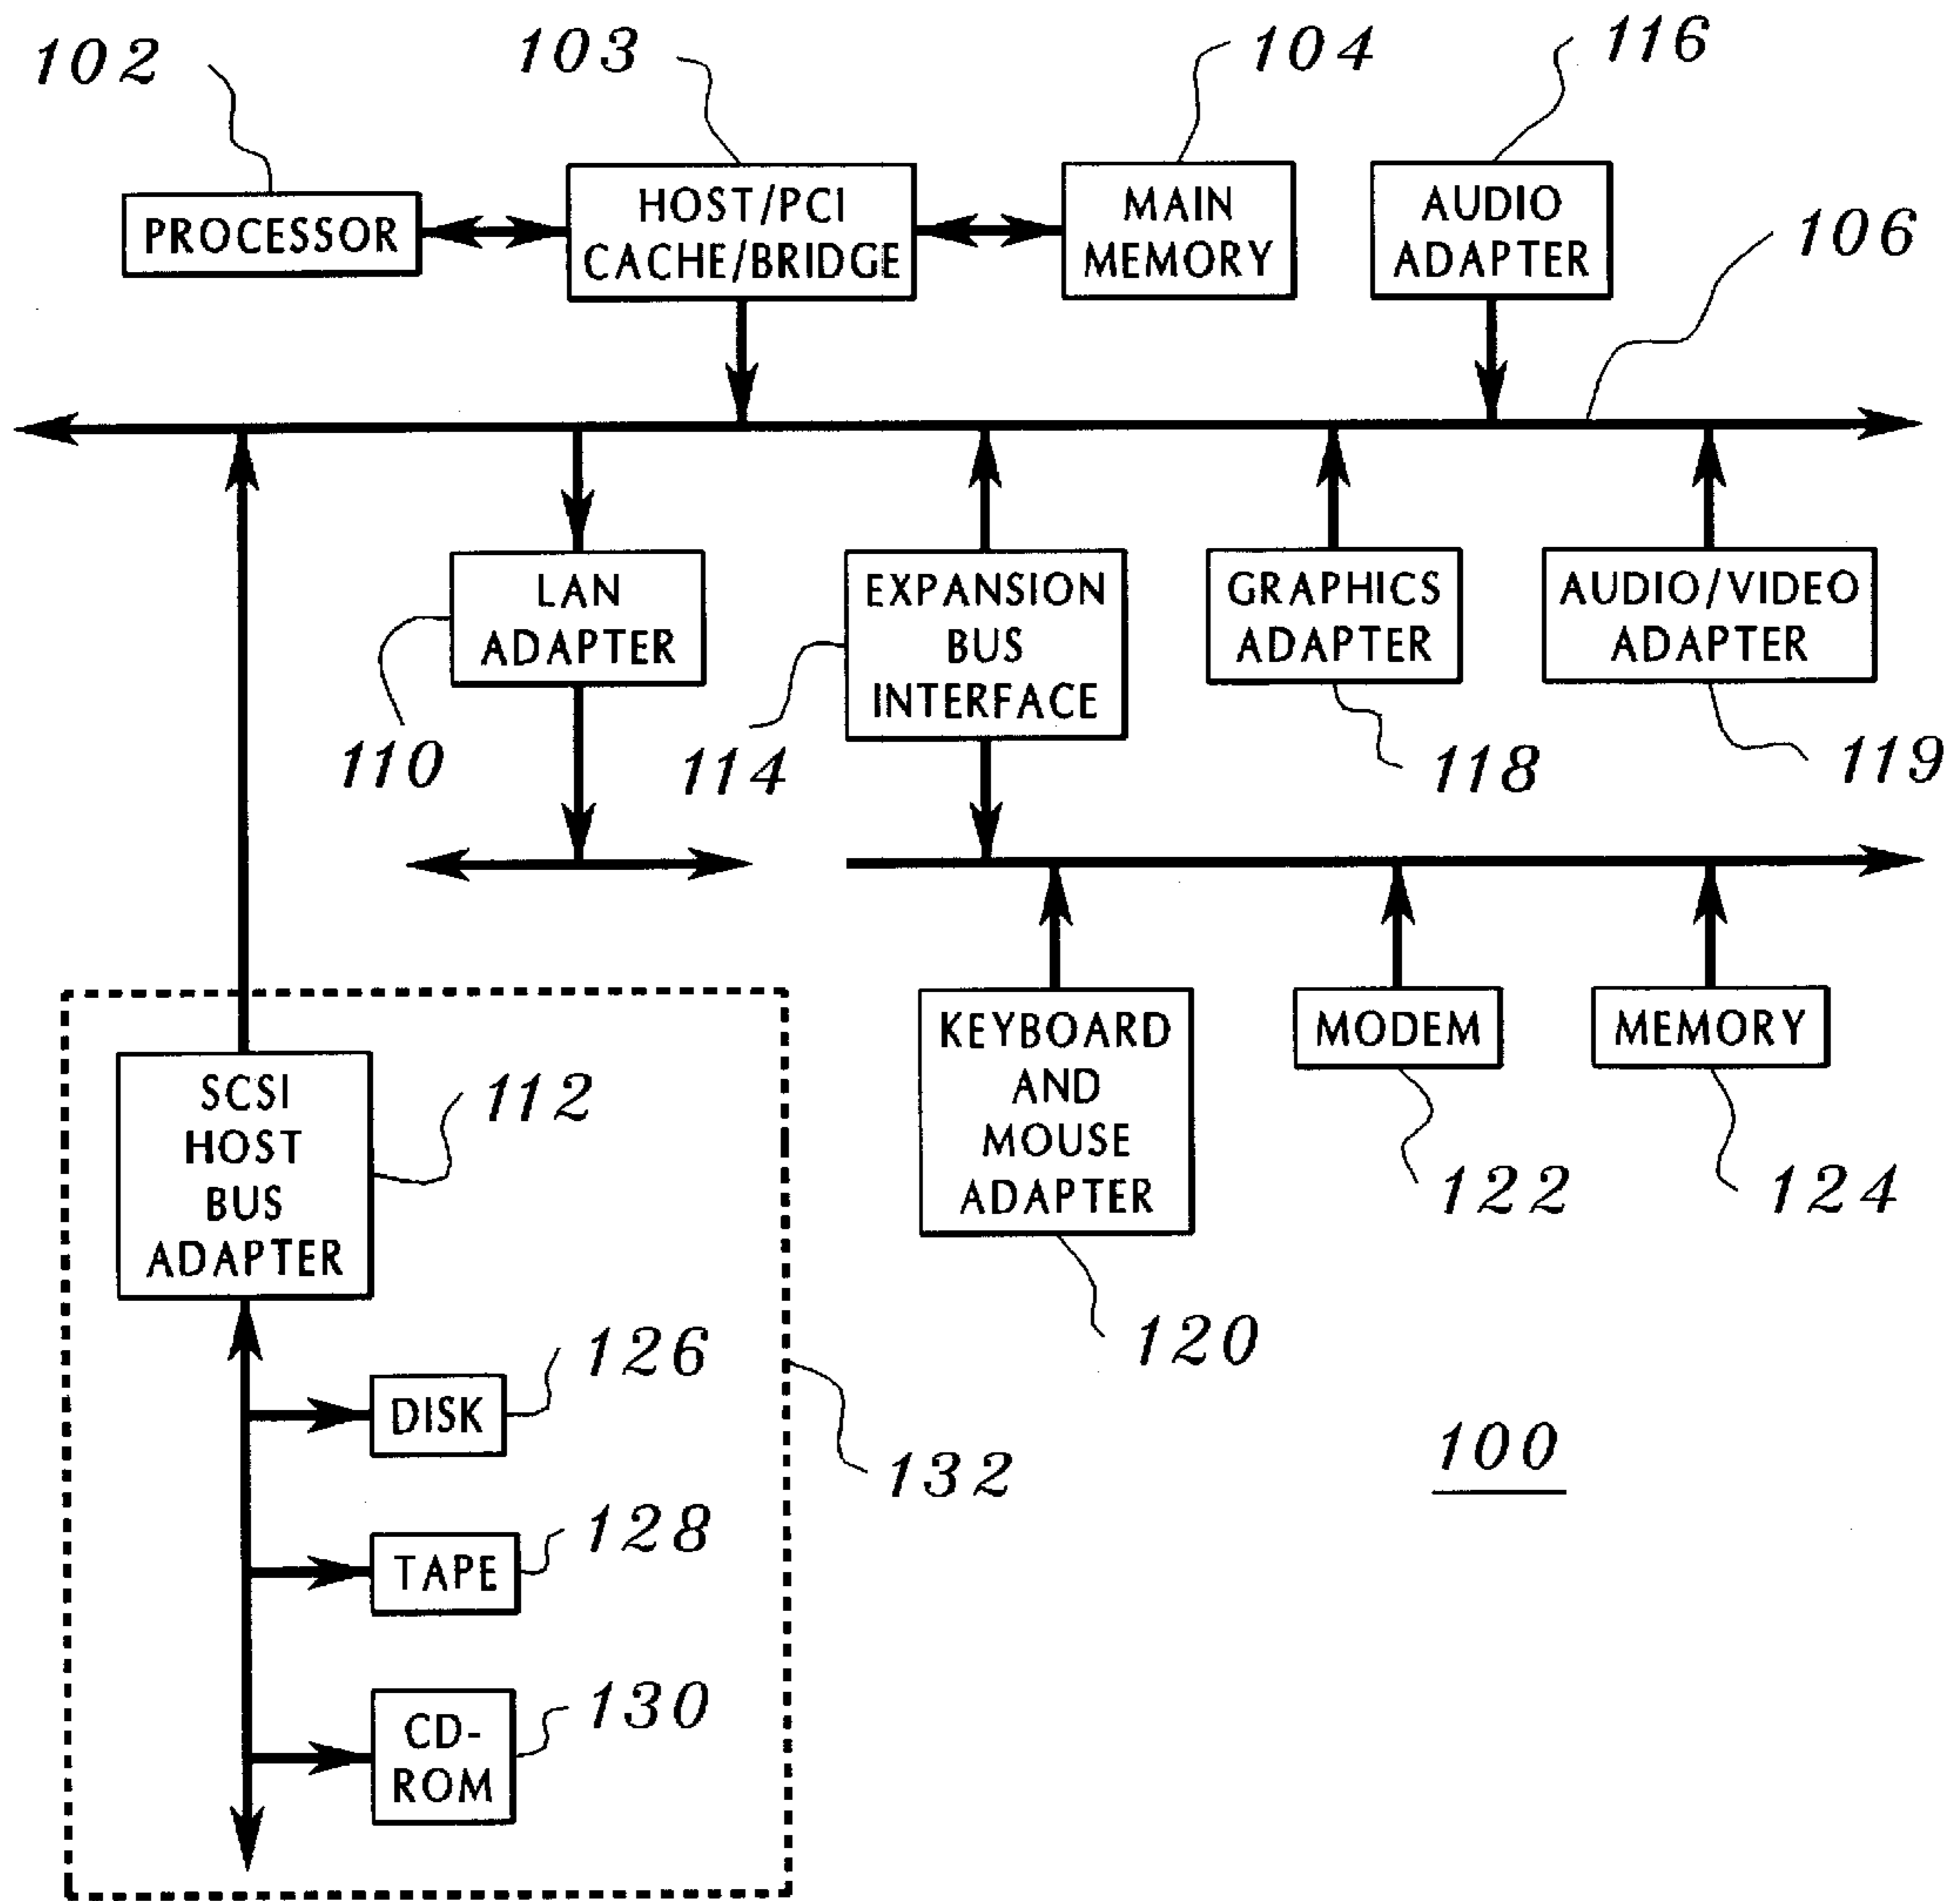 102
103
104
116
PROCESSOR
HOST/PCI
CACHE/BRIDGE
MAIN
MEMORY
AUDIO
ADAPTER
106
LAN
ADAPTER
EXPANSION
BUS
INTERFACE
GRAPHICS
ADAPTER
AUDIO/VIDEO
ADAPTER
110
114
118
119
KEYBOARD
AND
MOUSE
ADAPTER
MODEM
MEMORY
SCSI
HOST
BUS
ADAPTER
112
122
124
120
DISK
126
132
100
TAPE
128
CD-
ROM
130